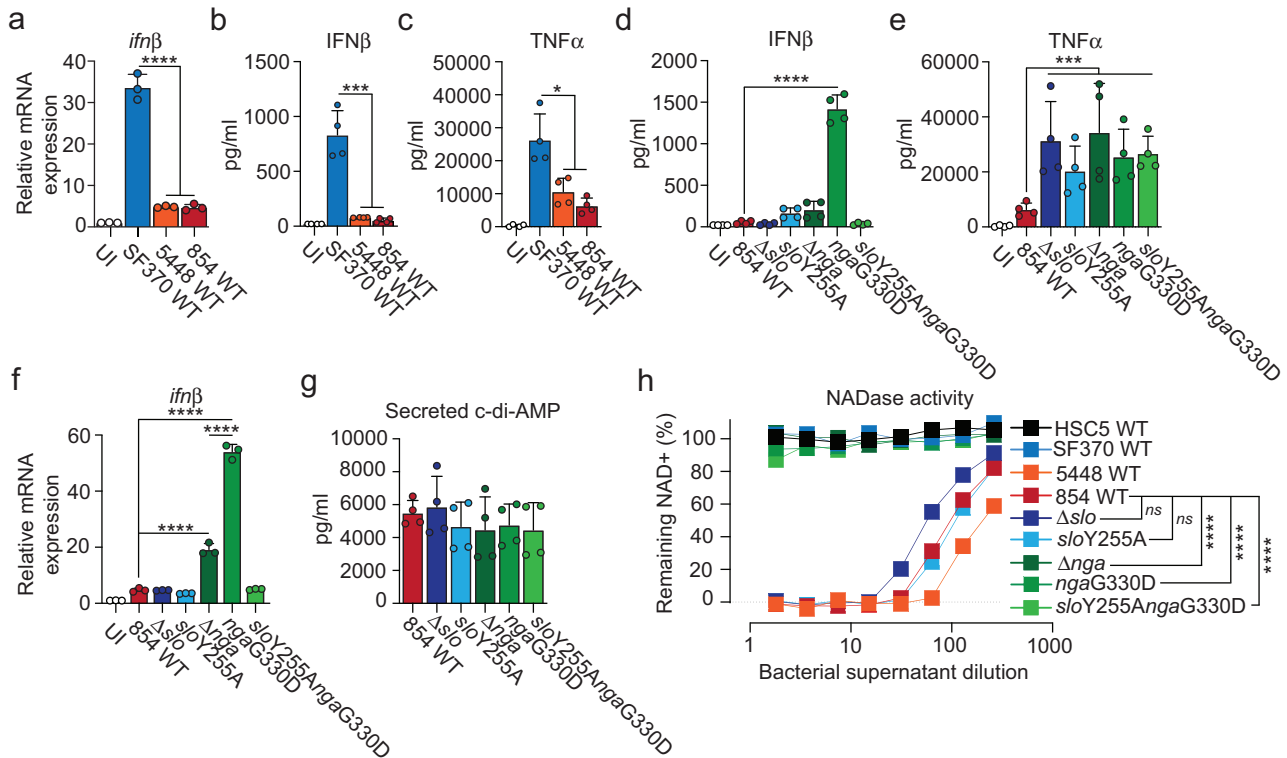 a
ifnβ
****
Relative mRNA
expression
40
30
20
10
0
UI
SF370 WT
5448 WT
854 WT
b
IFNβ
***
pg/ml
1500
1000
500
0
UI
SF370 WT
5448 WT
854 WT
c
TNFα
*
pg/ml
40000
30000
20000
10000
0
UI
SF370 WT
5448 WT
854 WT
d
IFNβ
****
pg/ml
2000
1500
1000
500
0
UI
854 WT
Δslo
sloY255A
Δnga
ngaG330D
sloY255AngaG330D
e
TNFα
***
pg/ml
60000
40000
20000
0
UI
854 WT
Δslo
sloY255A
Δnga
ngaG330D
sloY255AngaG330D
f
ifnβ
****
****
****
Relative mRNA
expression
60
40
20
0
UI
854 WT
Δslo
sloY255A
Δnga
ngaG330D
sloY255AngaG330D
g
Secreted c-di-AMP
pg/ml
10000
8000
6000
4000
2000
0
854 WT
Δslo
sloY255A
Δnga
ngaG330D
sloY255AngaG330D
h
NADase activity
Remaining NAD+ (%)
100
80
60
40
20
0
1
10
100
1000
Bacterial supernatant dilution
HSC5 WT
SF370 WT
5448 WT
854 WT
Δslo
sloY255A
Δnga
ngaG330D
sloY255AngaG330D
ns
ns
****
****
****